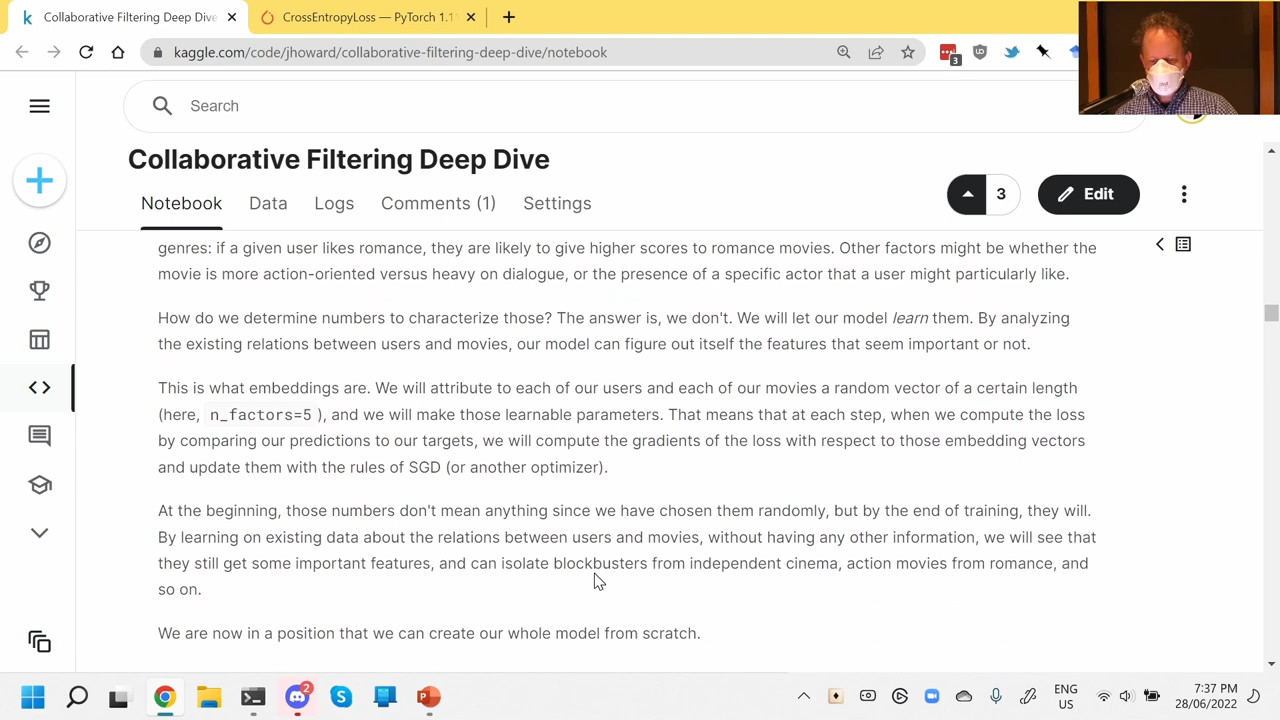 Collaborative Filtering Deep Dive
CrossEntropyLoss — PyTorch 1.11
kaggle.com/code/jhoward/collaborative-filtering-deep-dive/notebook
3
Search
Collaborative Filtering Deep Dive
3
Edit
Notebook
Data
Logs
Comments (1)
Settings
genres: if a given user likes romance, they are likely to give higher scores to romance movies. Other factors might be whether the
movie is more action-oriented versus heavy on dialogue, or the presence of a specific actor that a user might particularly like.
How do we determine numbers to characterize those? The answer is, we don't. We will let our model learn them. By analyzing
the existing relations between users and movies, our model can figure out itself the features that seem important or not.
This is what embeddings are. We will attribute to each of our users and each of our movies a random vector of a certain length
(here, n_factors=5 ), and we will make those learnable parameters. That means that at each step, when we compute the loss
by comparing our predictions to our targets, we will compute the gradients of the loss with respect to those embedding vectors
and update them with the rules of SGD (or another optimizer).
At the beginning, those numbers don't mean anything since we have chosen them randomly, but by the end of training, they will.
By learning on existing data about the relations between users and movies, without having any other information, we will see that
they still get some important features, and can isolate blockbusters from independent cinema, action movies from romance, and
so on.
We are now in a position that we can create our whole model from scratch.
2
ENG
US
7:37 PM
28/06/2022